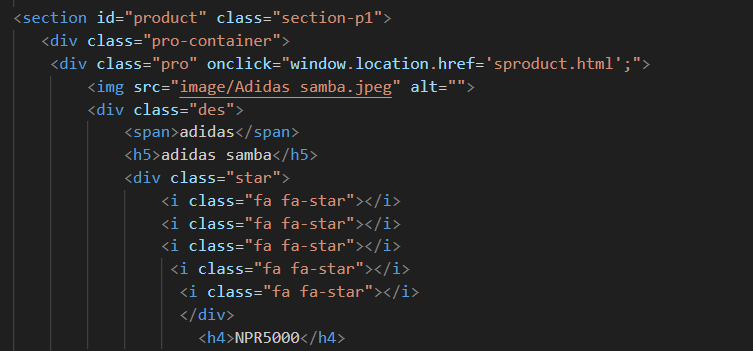 <section id="product" class="section-p1">
<div class="pro-container">
<div class="pro" onclick="window.location.href='sproduct.html';">
<img src="image/Adidas samba.jpeg" alt="">
<div class="des">
<span>adidas</span>
<h5>adidas samba</h5>
<div class="star">
<i class="fa fa-star"></i>
<i class="fa fa-star"></i>
<i class="fa fa-star"></i>
<i class="fa fa-star"></i>
<i class="fa fa-star"></i>
</div>
<h4>NPR5000</h4>